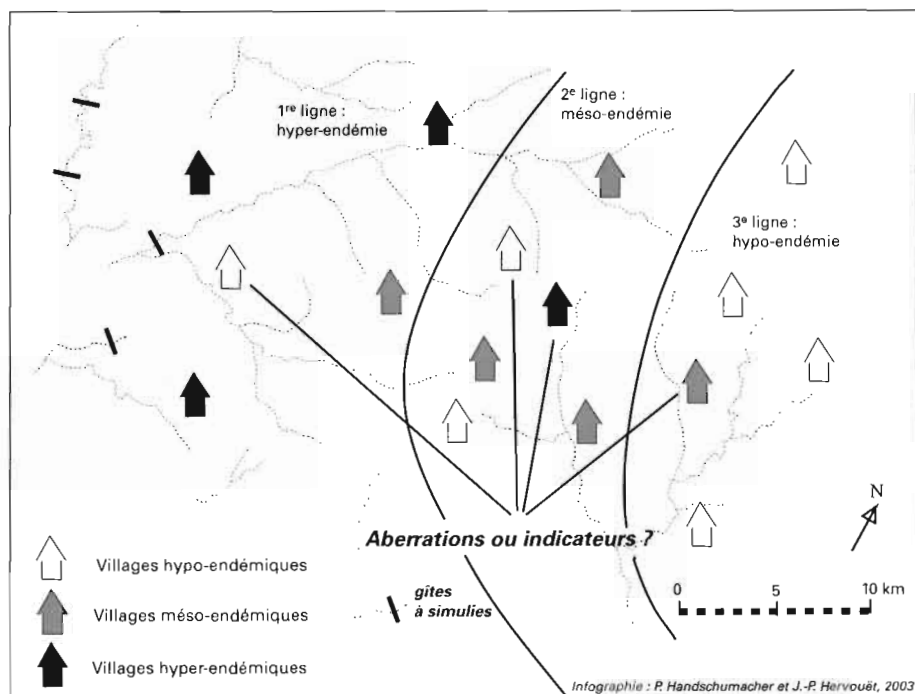 1re ligne :
hyper-endémie
2e ligne :
méso-endémie
3e ligne :
hypo-endémie
Aberrations ou indicateurs ?
N
Villages hypo-endémiques
Villages méso-endémiques
Villages hyper-endémiques
gîtes
à simulies
0 5 10 km
Infographie : P. Handschumacher et J.-P. Hervouët, 2003